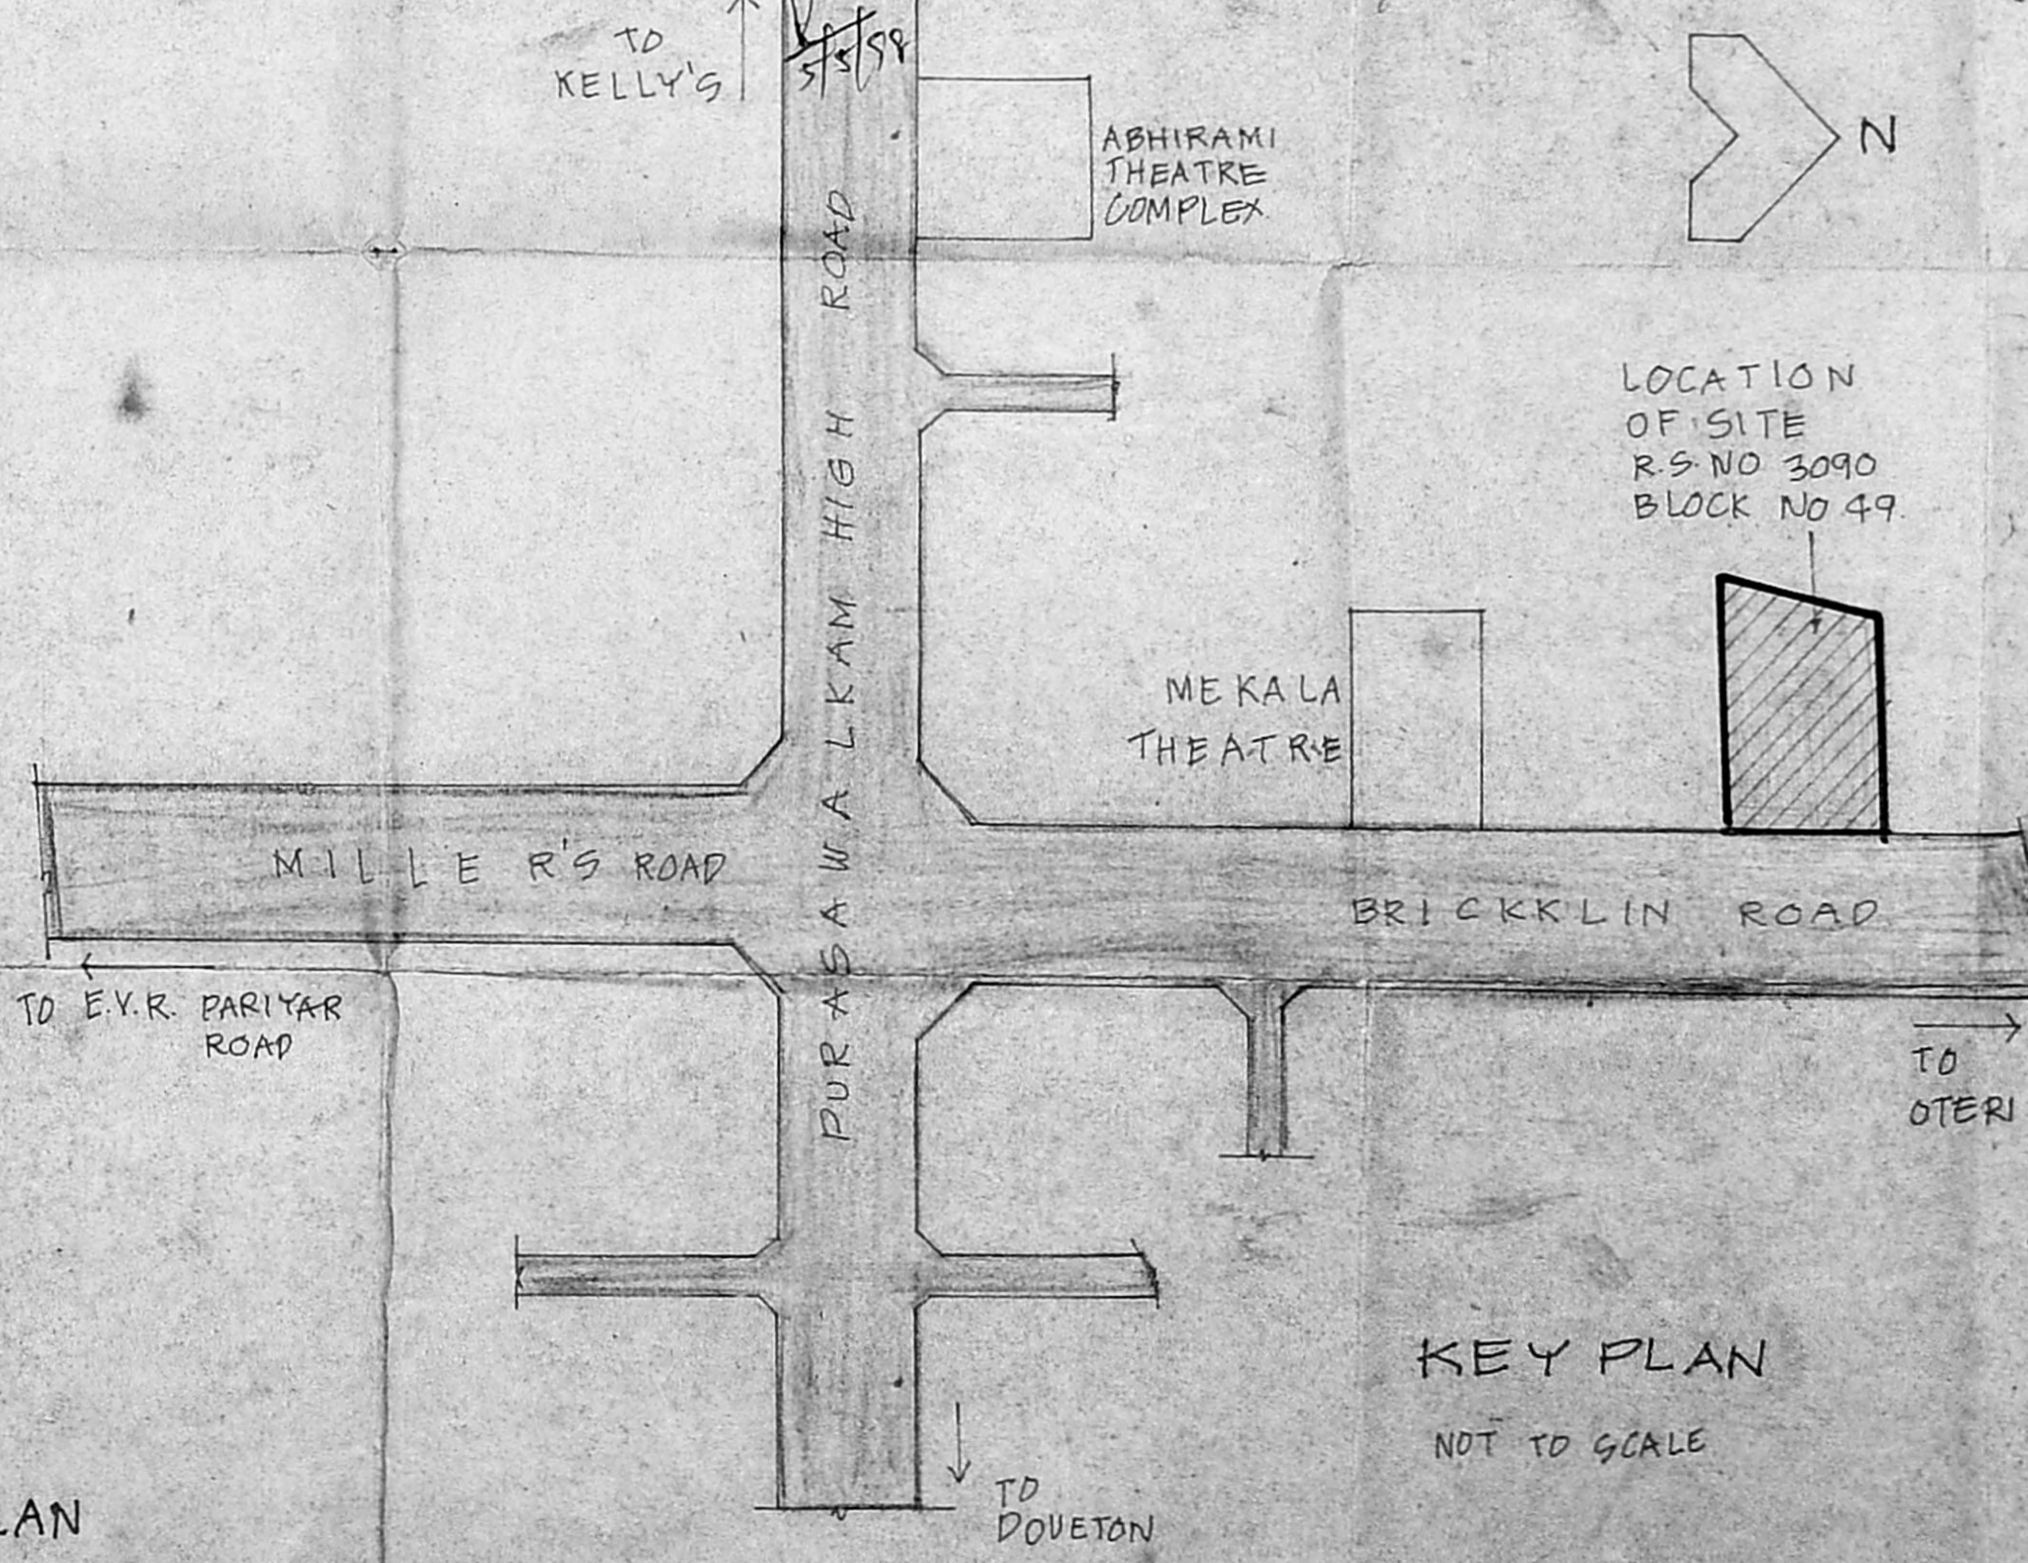 TO
KELLY'S
5/5/98
ABHIRAMI
THEATRE
COMPLEX
N
PURASAWALKAM HIGH ROAD
LOCATION
OF SITE
R.S. NO 3090
BLOCK NO 49.
MEKALA
THEATRE
MILLER'S ROAD
BRICKKLIN ROAD
TO E.V.R. PARIYAR
ROAD
TO
OTERI
KEY PLAN
NOT TO SCALE
TO
DOVETON
LAN